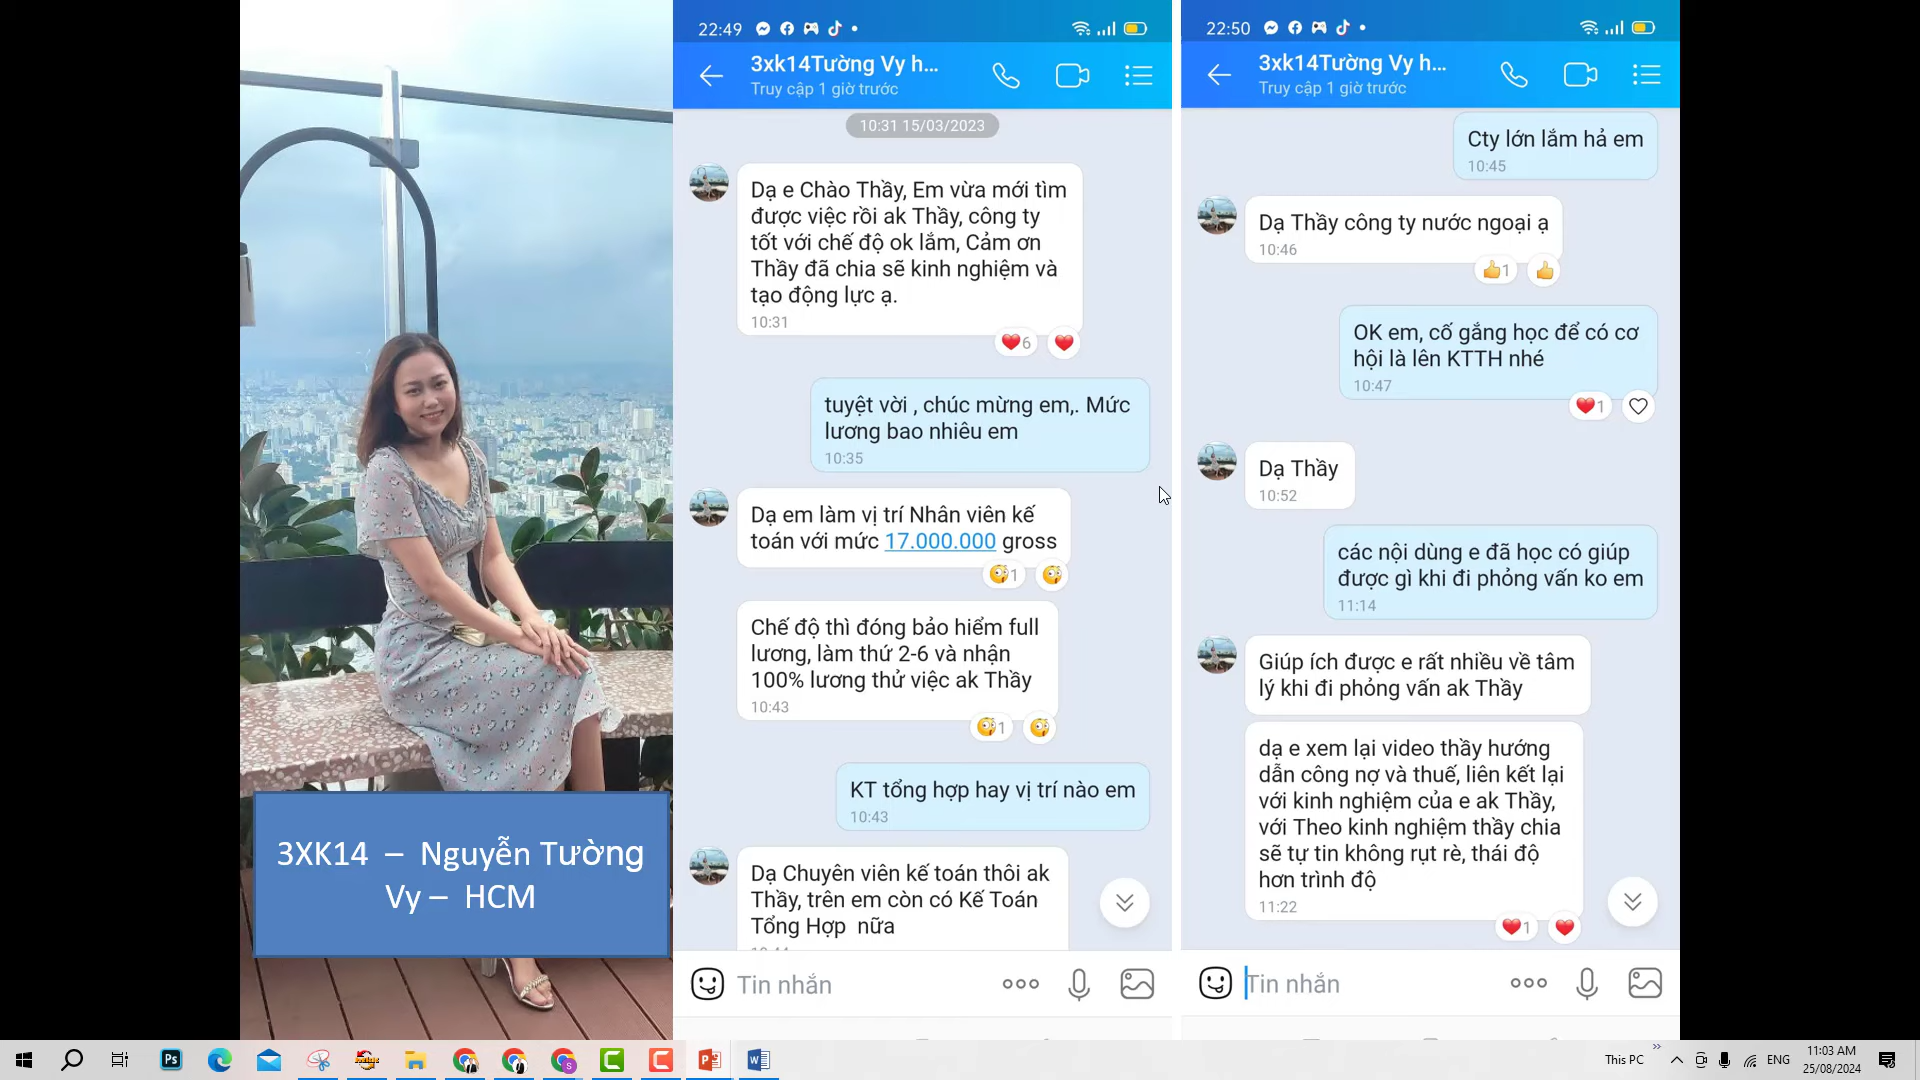 3XK14 – Nguyễn Tường
Vy – HCM
22:49
3xk14Tường Vy h...
Truy cập 1 giờ trước
10:31 15/03/2023
Dạ e Chào Thầy, Em vừa mới tìm
được việc rồi ak Thầy, công ty
tốt với chế độ ok lắm, Cảm ơn
Thầy đã chia sẽ kinh nghiệm và
tạo động lực ạ.
10:31
6
tuyệt vời , chúc mừng em,. Mức
lương bao nhiêu em
10:35
Dạ em làm vị trí Nhân viên kế
toán với mức 17.000.000 gross
1
Chế độ thì đóng bảo hiểm full
lương, làm thứ 2-6 và nhận
100% lương thử việc ak Thầy
10:43
1
KT tổng hợp hay vị trí nào em
10:43
Dạ Chuyên viên kế toán thôi ak
Thầy, trên em còn có Kế Toán
Tổng Hợp nữa
Tin nhắn
22:50
3xk14Tường Vy h...
Truy cập 1 giờ trước
Cty lớn lắm hả em
10:45
Dạ Thầy công ty nước ngoại ạ
10:46
1
OK em, cố gắng học để có cơ
hội là lên KTTH nhé
10:47
1
Dạ Thầy
10:52
các nội dùng e đã học có giúp
được gì khi đi phỏng vấn ko em
11:14
Giúp ích được e rất nhiều về tâm
lý khi đi phỏng vấn ak Thầy
dạ e xem lại video thầy hướng
dẫn công nợ và thuế, liên kết lại
với kinh nghiệm của e ak Thầy,
với Theo kinh nghiệm thầy chia
sẽ tự tin không rụt rè, thái độ
hơn trình độ
11:22
1
Tin nhắn
This PC
ENG
11:03 AM
25/08/2024